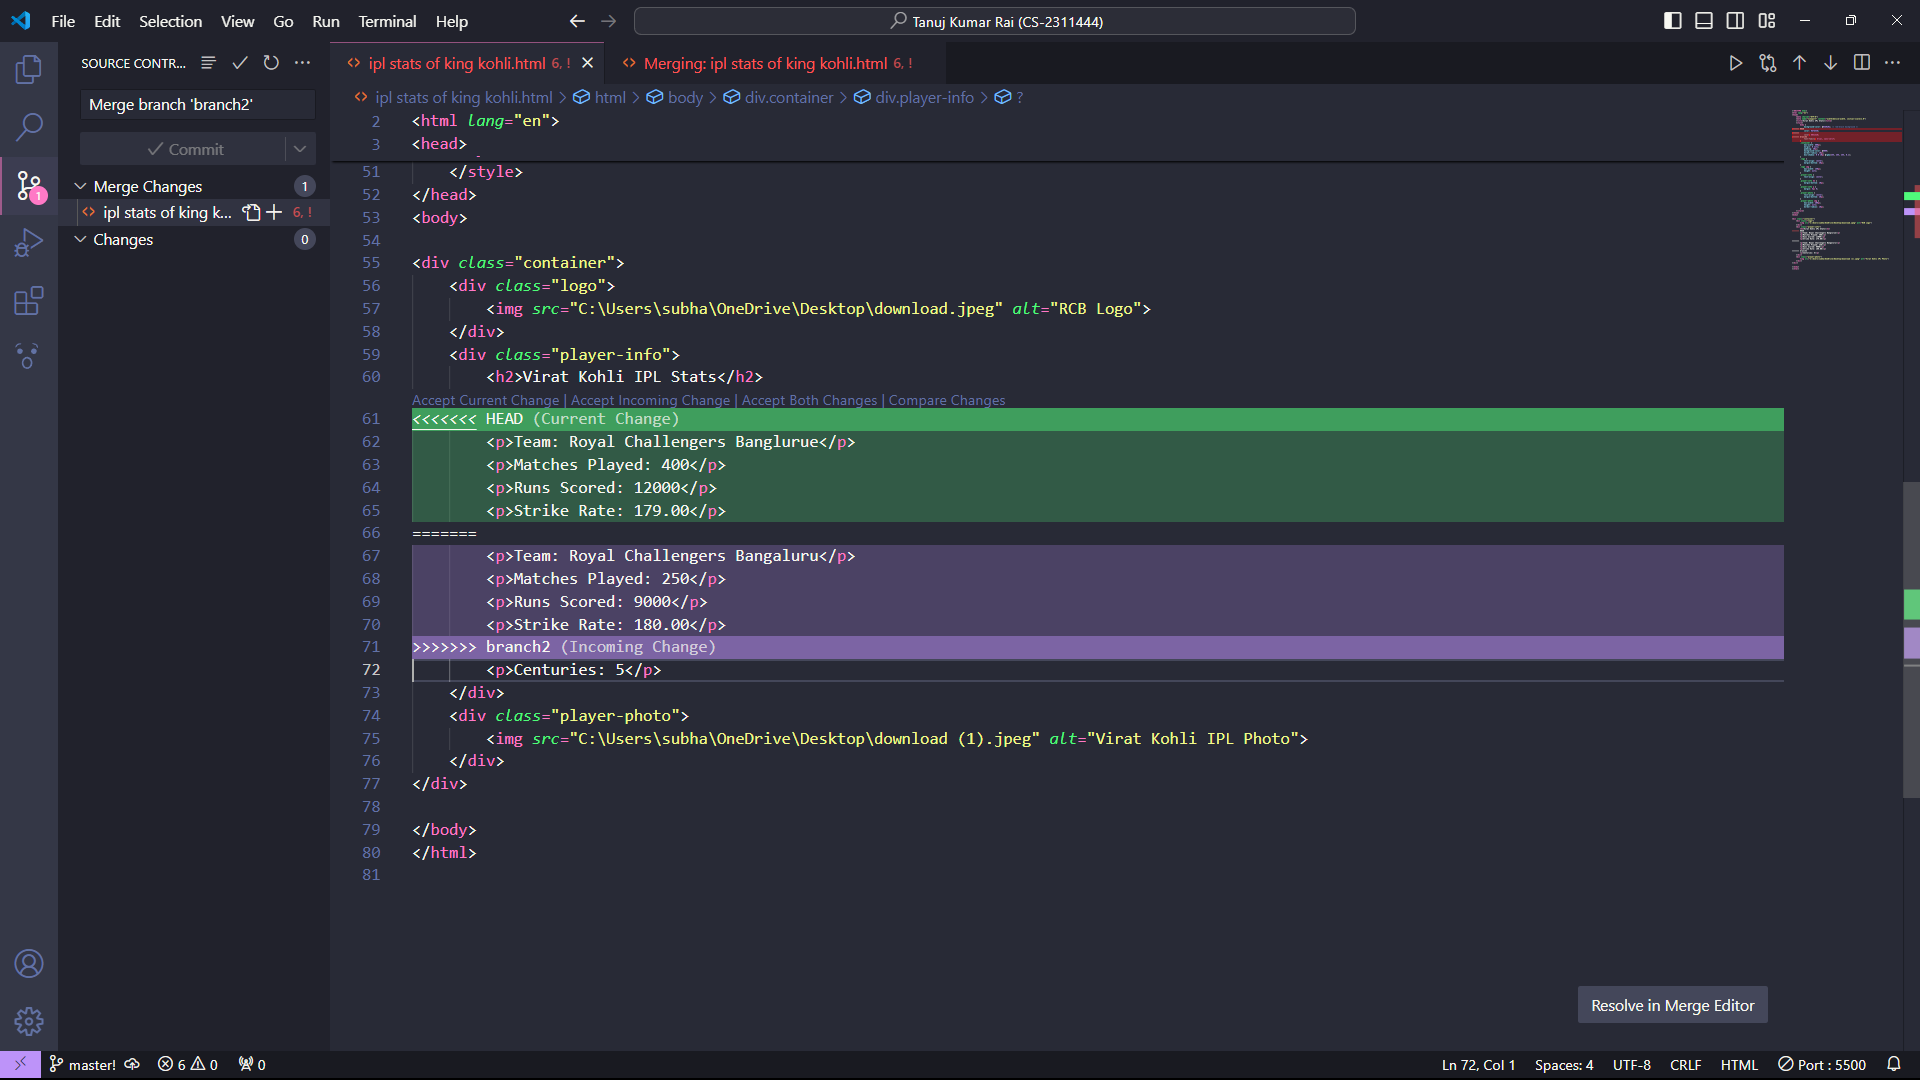 File Edit Selection View Go Run Terminal Help
Tanuj Kumar Rai (CS-2311444)
SOURCE CONTR...
Merge branch 'branch2'
Commit
Merge Changes 1
ipl stats of king k... 6, !
Changes 0
1
ipl stats of king kohli.html 6, !
Merging: ipl stats of king kohli.html 6, !
ipl stats of king kohli.html > html > body > div.container > div.player-info > ?
2 <html lang="en">
3 <head>
51 </style>
52 </head>
53 <body>
54
55 <div class="container">
56 <div class="logo">
57 <img src="C:\Users\subha\OneDrive\Desktop\download.jpeg" alt="RCB Logo">
58 </div>
59 <div class="player-info">
60 <h2>Virat Kohli IPL Stats</h2>
Accept Current Change | Accept Incoming Change | Accept Both Changes | Compare Changes
61 <<<<<<< HEAD (Current Change)
62 <p>Team: Royal Challengers Banglurue</p>
63 <p>Matches Played: 400</p>
64 <p>Runs Scored: 12000</p>
65 <p>Strike Rate: 179.00</p>
66 =======
67 <p>Team: Royal Challengers Bangaluru</p>
68 <p>Matches Played: 250</p>
69 <p>Runs Scored: 9000</p>
70 <p>Strike Rate: 180.00</p>
71 >>>>>>> branch2 (Incoming Change)
72 <p>Centuries: 5</p>
73 </div>
74 <div class="player-photo">
75 <img src="C:\Users\subha\OneDrive\Desktop\download (1).jpeg" alt="Virat Kohli IPL Photo">
76 </div>
77 </div>
78
79 </body>
80 </html>
81
Resolve in Merge Editor
master! 6 0 0
Ln 72, Col 1 Spaces: 4 UTF-8 CRLF HTML Port : 5500